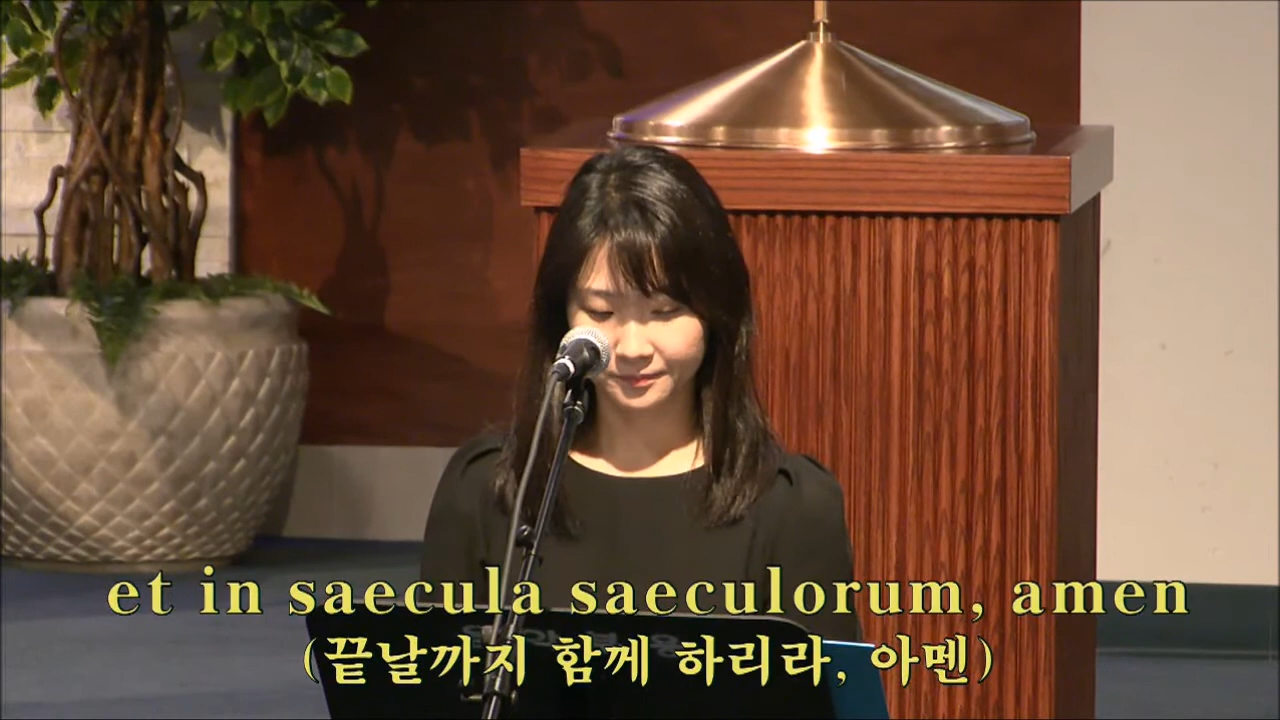 et in saecula saeculorum, amen
(끝날까지 함께 하리라, 아멘)